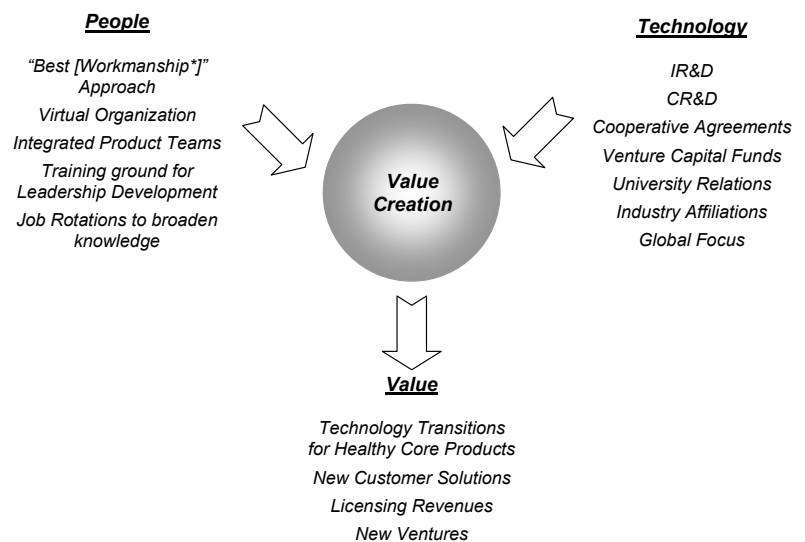 People
“Best [Workmanship*]”
Approach
Virtual Organization
Integrated Product Teams
Training ground for
Leadership Development
Job Rotations to broaden
knowledge
Technology
IR&D
CR&D
Cooperative Agreements
Venture Capital Funds
University Relations
Industry Affiliations
Global Focus
Value
Creation
Value
Technology Transitions
for Healthy Core Products
New Customer Solutions
Licensing Revenues
New Ventures